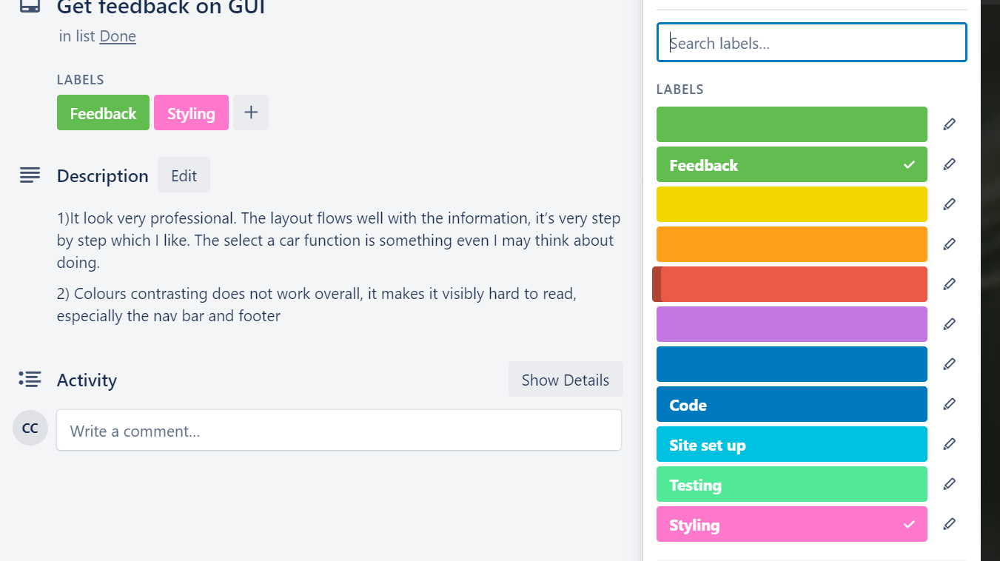 Get feedback on GUI
in list Done
LABELS
Feedback
Styling
Description
Edit
1)It look very professional. The layout flows well with the information, it’s very step
by step which I like. The select a car function is something even I may think about
doing.
2) Colours contrasting does not work overall, it makes it visibly hard to read,
especially the nav bar and footer
Activity
Show Details
CC
Write a comment…
Search labels…
LABELS
Feedback
Code
Site set up
Testing
Styling